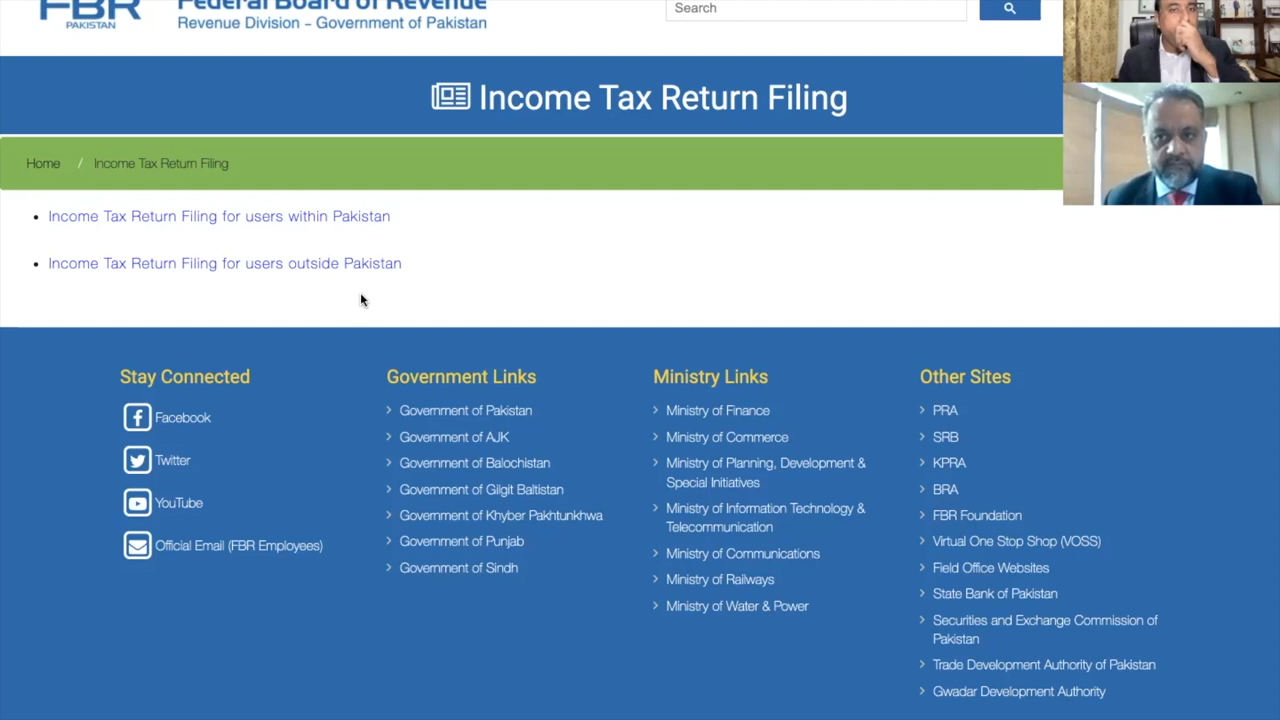 FBR
PAKISTAN
Federal Board of Revenue
Revenue Division - Government of Pakistan
Search
Income Tax Return Filing
Home / Income Tax Return Filing
Income Tax Return Filing for users within Pakistan
Income Tax Return Filing for users outside Pakistan
Stay Connected
Facebook
Twitter
YouTube
Official Email (FBR Employees)
Government Links
Government of Pakistan
Government of AJK
Government of Balochistan
Government of Gilgit Baltistan
Government of Khyber Pakhtunkhwa
Government of Punjab
Government of Sindh
Ministry Links
Ministry of Finance
Ministry of Commerce
Ministry of Planning, Development &
Special Initiatives
Ministry of Information Technology &
Telecommunication
Ministry of Communications
Ministry of Railways
Ministry of Water & Power
Other Sites
PRA
SRB
KPRA
BRA
FBR Foundation
Virtual One Stop Shop (VOSS)
Field Office Websites
State Bank of Pakistan
Securities and Exchange Commission of
Pakistan
Trade Development Authority of Pakistan
Gwadar Development Authority